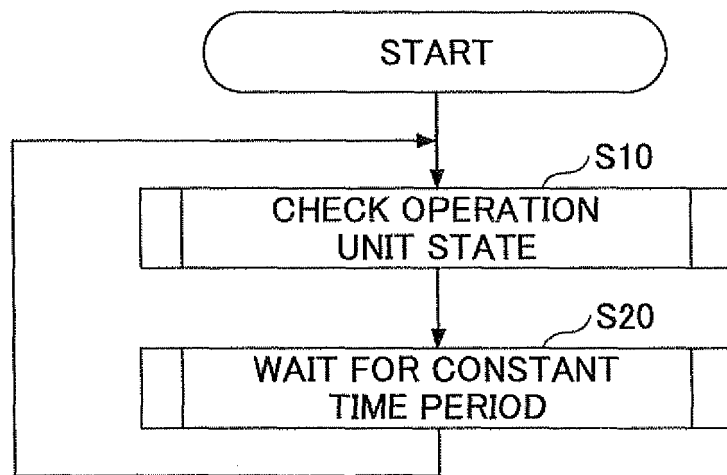 START
S10
CHECK OPERATION
UNIT STATE
S20
WAIT FOR CONSTANT
TIME PERIOD